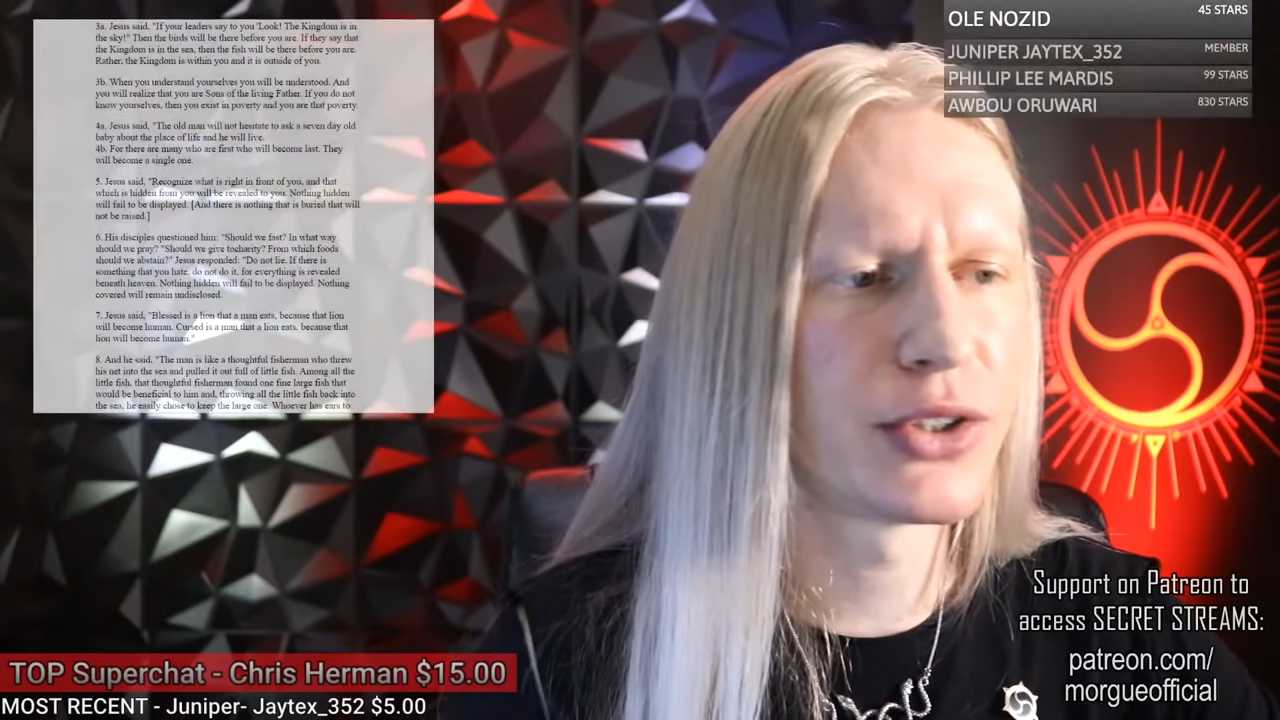 3a. Jesus said, "If your leaders say to you 'Look! The Kingdom is in
the sky!" Then the birds will be there before you are. If they say that
the Kingdom is in the sea, then the fish will be there before you are.
Rather, the Kingdom is within you and it is outside of you.
3b. When you understand yourselves you will be understood. And
you will realize that you are Sons of the living Father. If you do not
know yourselves, then you exist in poverty and you are that poverty.
4a. Jesus said, "The old man will not hesitate to ask a seven day old
baby about the place of life and he will live.
4b. For there are many who are first who will become last. They
will become a single one.
5. Jesus said, "Recognize what is right in front of you, and that
which is hidden from you will be revealed to you. Nothing hidden
will fail to be displayed. [And there is nothing that is buried that will
not be raised.]
6. His disciples questioned him: "Should we fast? In what way
should we pray? "Should we give tocharity? From which foods
should we abstain?" Jesus responded: "Do not lie. If there is
something that you hate, do not do it, for everything is revealed
beneath heaven. Nothing hidden will fail to be displayed. Nothing
covered will remain undisclosed.
7. Jesus said, "Blessed is a lion that a man eats, because that lion
will become human. Cursed is a man that a lion eats, because that
lion will become human."
8. And he said, "The man is like a thoughtful fisherman who threw
his net into the sea and pulled it out full of little fish. Among all the
little fish, that thoughtful fisherman found one fine large fish that
would be beneficial to him and, throwing all the little fish back into
the sea, he easily chose to keep the large one. Whoever has ears to
OLE NOZID 45 STARS
JUNIPER JAYTEX_352 MEMBER
PHILLIP LEE MARDIS 99 STARS
AWBOU ORUWARI 830 STARS
Support on Patreon to
access SECRET STREAMS:
patreon.com/
morgueofficial
TOP Superchat - Chris Herman $15.00
MOST RECENT - Juniper- Jaytex_352 $5.00